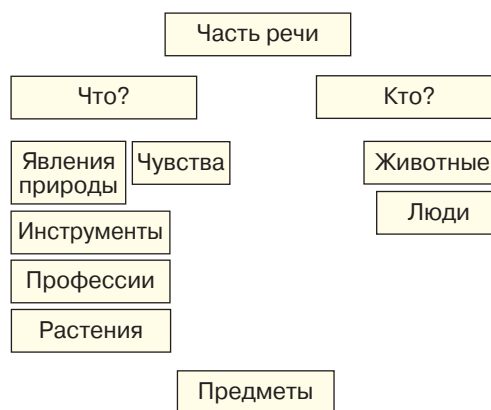 Часть речи
Что?
Кто?
Явления
природы
Чувства
Животные
Люди
Инструменты
Профессии
Растения
Предметы